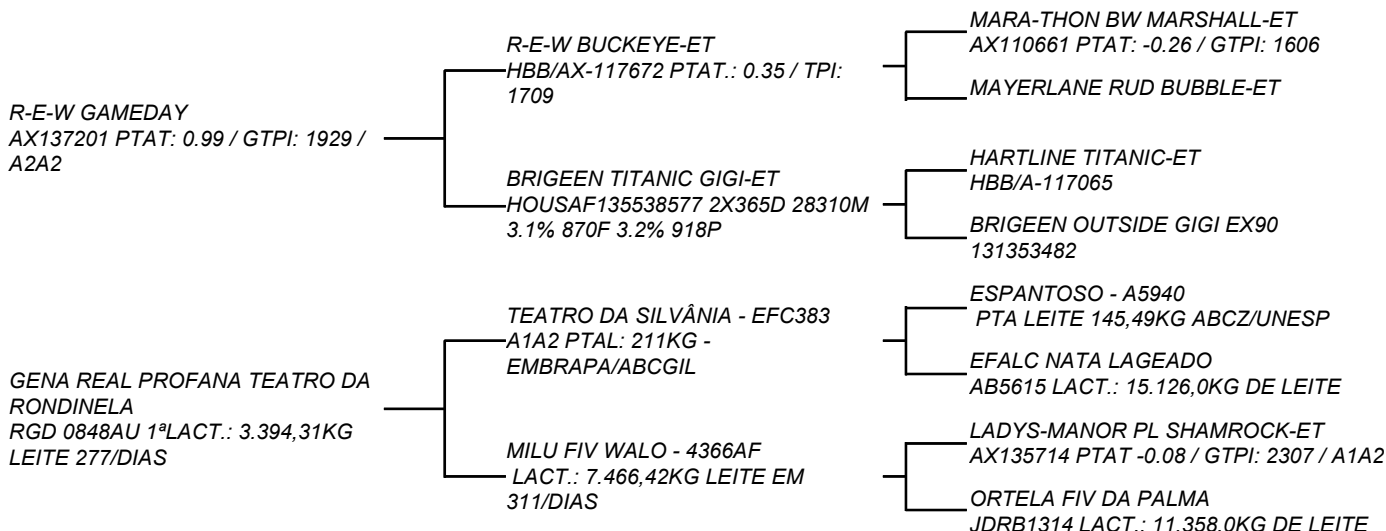 R-E-W GAMEDAY
AX137201 PTAT: 0.99 / GTPI: 1929 /
A2A2
R-E-W BUCKEYE-ET
HBB/AX-117672 PTAT.: 0.35 / TPI:
1709
MARA-THON BW MARSHALL-ET
AX110661 PTAT: -0.26 / GTPI: 1606
MAYERLANE RUD BUBBLE-ET
BRIGEEN TITANIC GIGI-ET
HOUSAF135538577 2X365D 28310M
3.1% 870F 3.2% 918P
HARTLINE TITANIC-ET
HBB/A-117065
BRIGEEN OUTSIDE GIGI EX90
131353482
GENA REAL PROFANA TEATRO DA
RONDINELA
RGD 0848AU 1ªLACT.: 3.394,31KG
LEITE 277/DIAS
TEATRO DA SILVÂNIA - EFC383
A1A2 PTAL: 211KG -
EMBRAPA/ABCGIL
ESPANTOSO - A5940
PTA LEITE 145,49KG ABCZ/UNESP
EFALC NATA LAGEADO
AB5615 LACT.: 15.126,0KG DE LEITE
MILU FIV WALO - 4366AF
LACT.: 7.466,42KG LEITE EM
311/DIAS
LADYS-MANOR PL SHAMROCK-ET
AX135714 PTAT -0.08 / GTPI: 2307 / A1A2
ORTELA FIV DA PALMA
JDRB1314 LACT.: 11.358,0KG DE LEITE